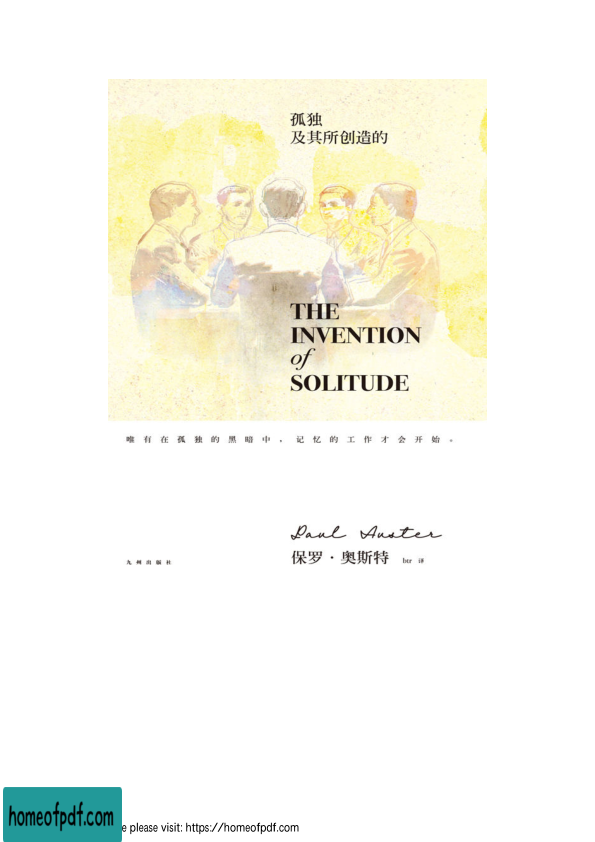 孤独
及其所创造的
THE
INVENTION
of
SOLITUDE
唯有在孤独的黑暗中，记忆的工作才会开始。
Paul Auster
保罗·奥斯特 btr 译
九州出版社
homeofpdf.com
e please visit: https://homeofpdf.com